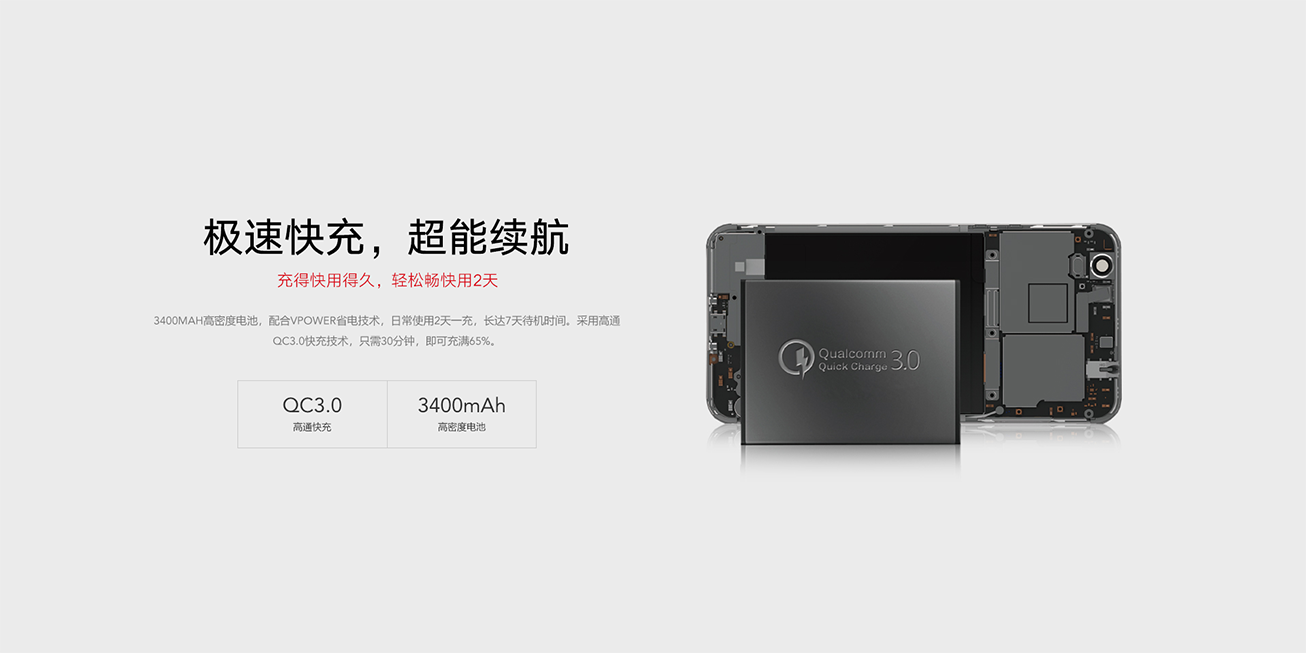 极速快充，超能续航
充得快用得久，轻松畅快用2天
3400MAH高密度电池，配合VPOWER省电技术，日常使用2天一充，长达7天待机时间。采用高通
QC3.0快充技术，只需30分钟，即可充满65%。
QC3.0
高通快充
3400mAh
高密度电池
Qualcomm
Quick Charge 3.0